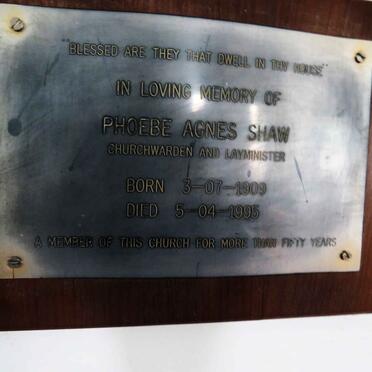 "BLESSED ARE THEY THAT DWELL IN THY HOUSE"
IN LOVING MEMORY OF
PHOEBE AGNES SHAW
CHURCHWARDEN AND LAYMINISTER
BORN 3-07-1909
DIED 5-04-1995
A MEMBER OF THIS CHURCH FOR MORE THAN FIFTY YEARS